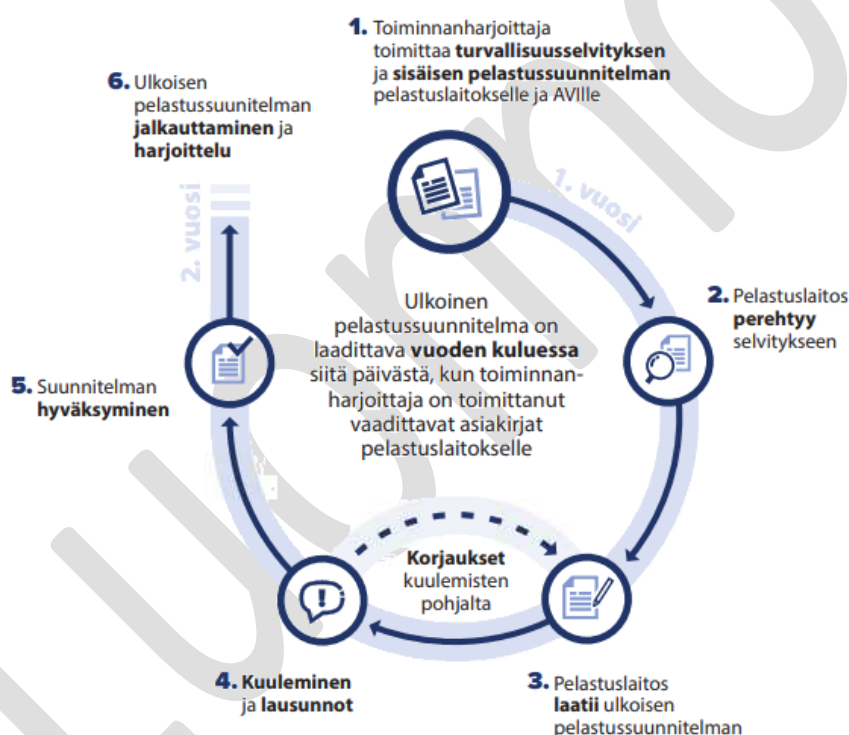 1. Toiminnanharjoittaja
toimittaa turvallisuusselvityksen
ja sisäisen pelastussuunnitelman
pelastuslaitokselle ja AVIlle
1. vuosi
2. Pelastuslaitos
perehtyy
selvitykseen
3. Pelastuslaitos
laatii ulkoisen
pelastussuunnitelman
4. Kuuleminen
ja lausunnot
Korjaukset
kuulemisten
pohjalta
5. Suunnitelman
hyväksyminen
2. vuosi
6. Ulkoisen
pelastussuunitelman
jalkauttaminen ja
harjoittelu
Ulkoinen
pelastussuunnitelma on
laadittava vuoden kuluessa
siitä päivästä, kun toiminnan-
harjoittaja on toimittanut
vaadittavat asiakirjat
pelastuslaitokselle